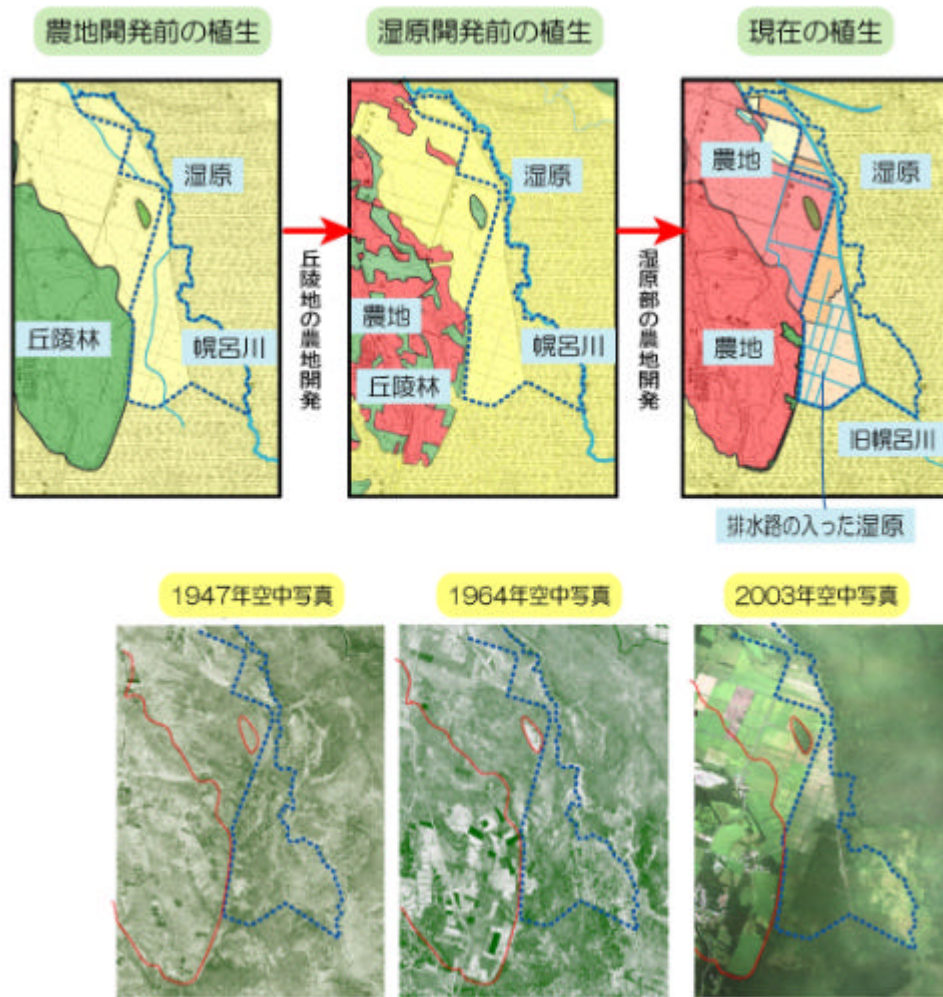 農地開発前の植生
湿原開発前の植生
現在の植生
湿原
丘陵林
幌呂川
丘陵地の農地開発
湿原
農地
丘陵林
幌呂川
湿原部の農地開発
農地
湿原
農地
旧幌呂川
排水路の入った湿原
1947年空中写真
1964年空中写真
2003年空中写真